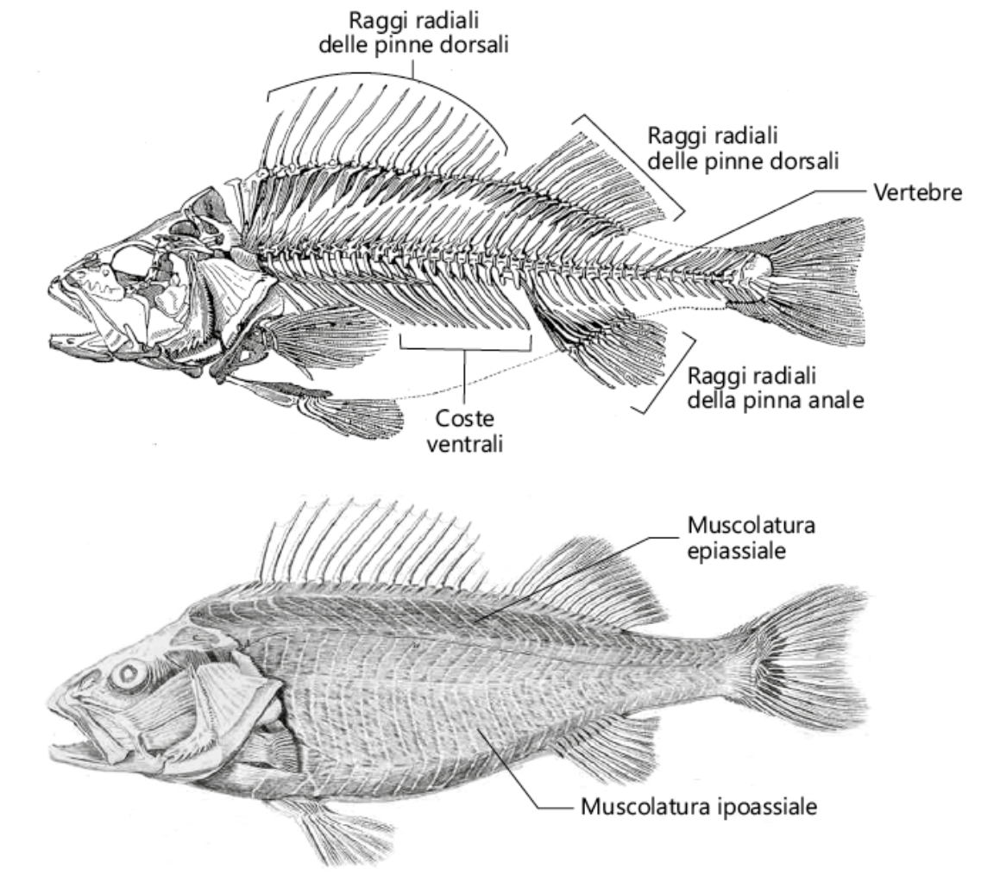 Raggi radiali
delle pinne dorsali
Raggi radiali
delle pinne dorsali
Vertebre
Raggi radiali
della pinna anale
Coste
ventrali
Muscolatura
epiassiale
Muscolatura ipoassiale